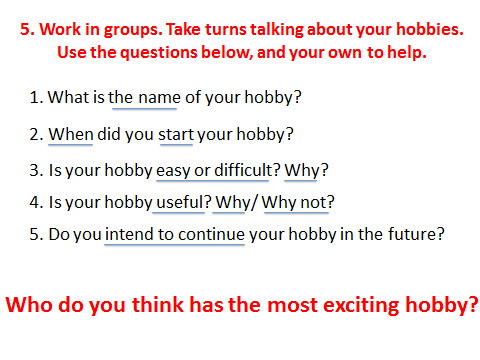 5. Work in groups. Take turns talking about your hobbies.
Use the questions below, and your own to help.
1. What is the name of your hobby?
2. When did you start your hobby?
3. Is your hobby easy or difficult? Why?
4. Is your hobby useful? Why/ Why not?
5. Do you intend to continue your hobby in the future?
Who do you think has the most exciting hobby?